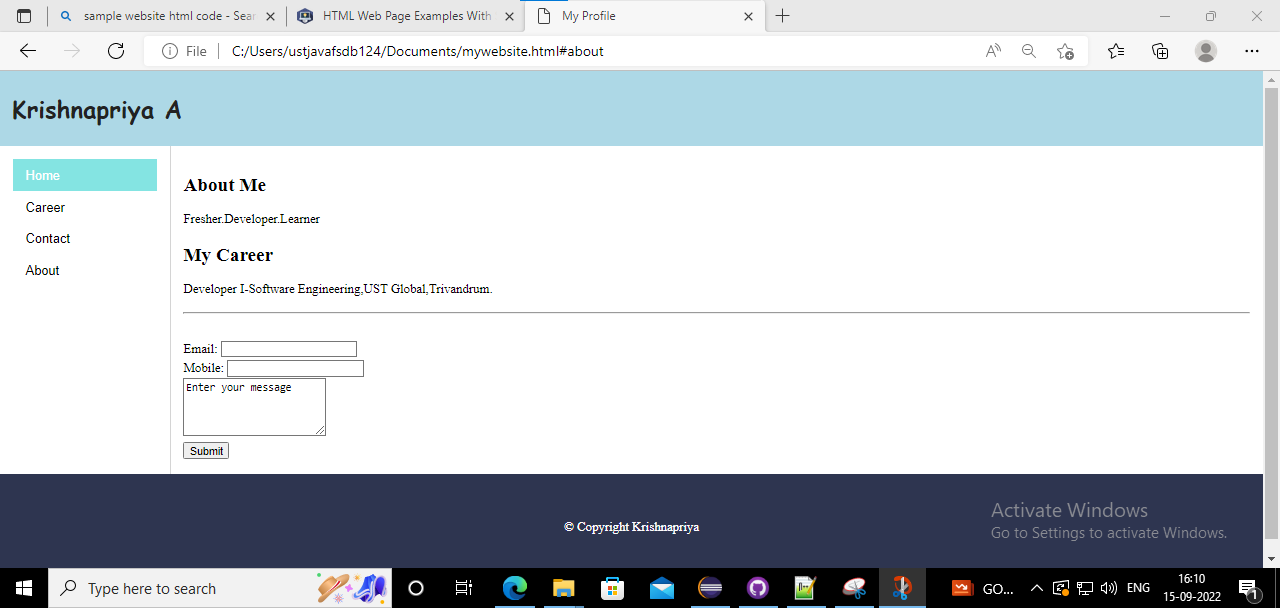 sample website html code - Sear
HTML Web Page Examples With
My Profile
File
C:/Users/ustjavafsdb124/Documents/mywebsite.html#about
Krishnapriya A
Home
Career
Contact
About
About Me
Fresher.Developer.Learner
My Career
Developer I-Software Engineering,UST Global,Trivandrum.
Email:
Mobile:
Enter your message
Submit
© Copyright Krishnapriya
Activate Windows
Go to Settings to activate Windows.
Type here to search
GO...
ENG
16:10
15-09-2022
1